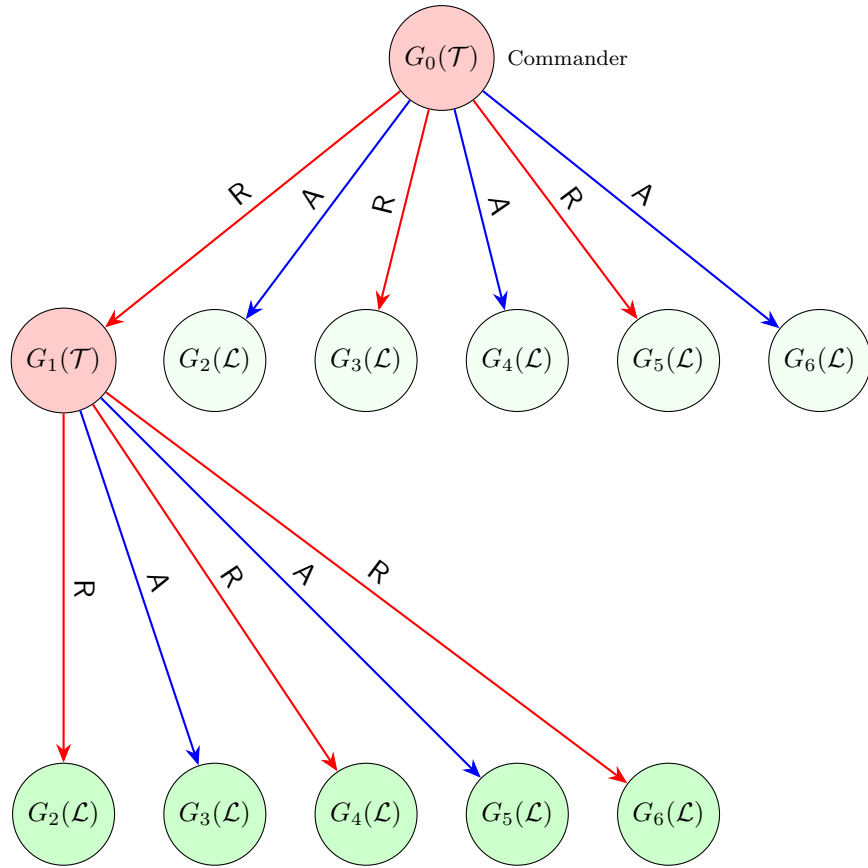 G₀(𝒯) Commander
R A R A R A
G₁(𝒯) G₂(ℒ) G₃(ℒ) G₄(ℒ) G₅(ℒ) G₆(ℒ)
R A R A R
G₂(ℒ) G₃(ℒ) G₄(ℒ) G₅(ℒ) G₆(ℒ)